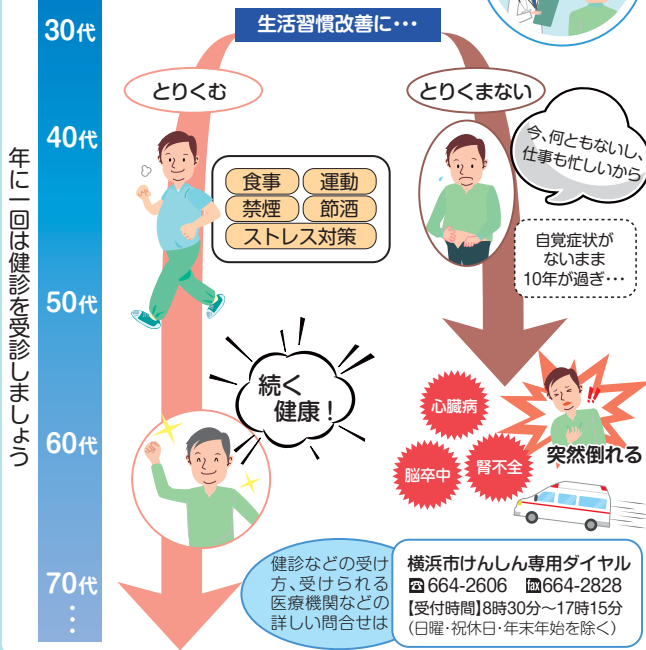 年に一回は健診を受診しましょう
30代
40代
50代
60代
70代
⋮
生活習慣改善に･･･
とりくむ
食事
運動
禁煙
節酒
ストレス対策
続く
健康！
とりくまない
今、何ともないし、
仕事も忙しいから
自覚症状が
ないまま
10年が過ぎ･･･
心臓病
脳卒中
腎不全
!!
突然倒れる
健診などの受け
方、受けられる
医療機関などの
詳しい問合せは
横浜市けんしん専用ダイヤル
☎664-2606 FAX664-2828
【受付時間】8時30分〜17時15分
(日曜･祝休日･年末年始を除く)